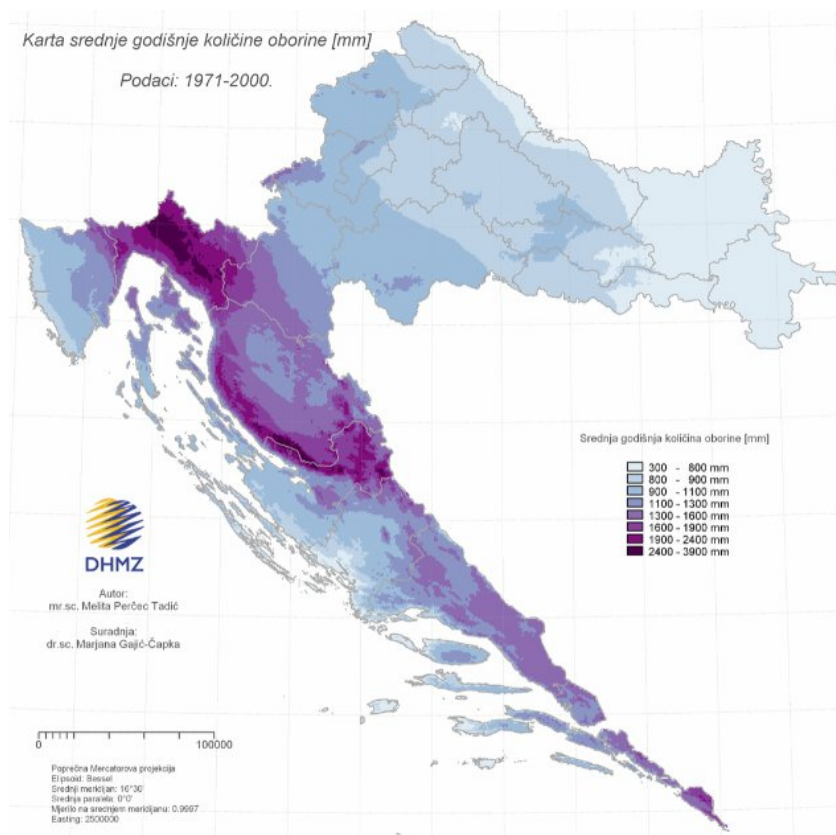 Karta srednje godišnje količine oborine [mm]
Podaci: 1971-2000.
Srednja godišnja količina oborine [mm]
300 - 800 mm
800 - 900 mm
900 - 1100 mm
1100 - 1300 mm
1300 - 1600 mm
1600 - 1900 mm
1900 - 2400 mm
2400 - 3900 mm
DHMZ
Autor:
mr.sc. Melita Perčec Tadić
Suradnja:
dr.sc. Marjana Gajić-Čapka
0 100000
Poprečna Mercatorova projekcija
Elipsoid: Bessel
Srednji meridijan: 16°30'
Srednja paralela: 0°0'
Mjerilo na srednjem meridijanu: 0.9997
Easting: 2500000